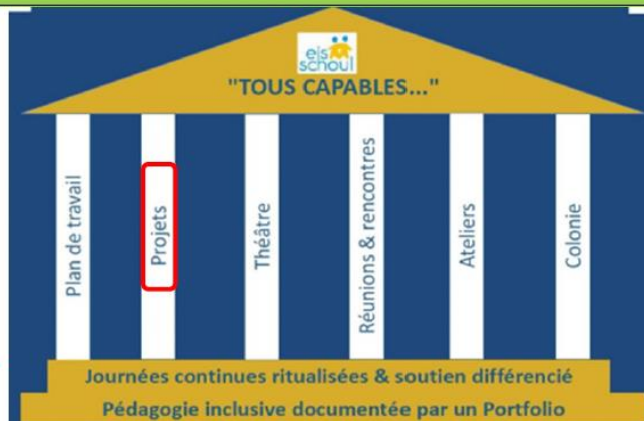 eis
schoul
"TOUS CAPABLES..."
Plan de travail
Projets
Théâtre
Réunions & rencontres
Ateliers
Colonie
Journées continues ritualisées & soutien différencié
Pédagogie inclusive documentée par un Portfolio